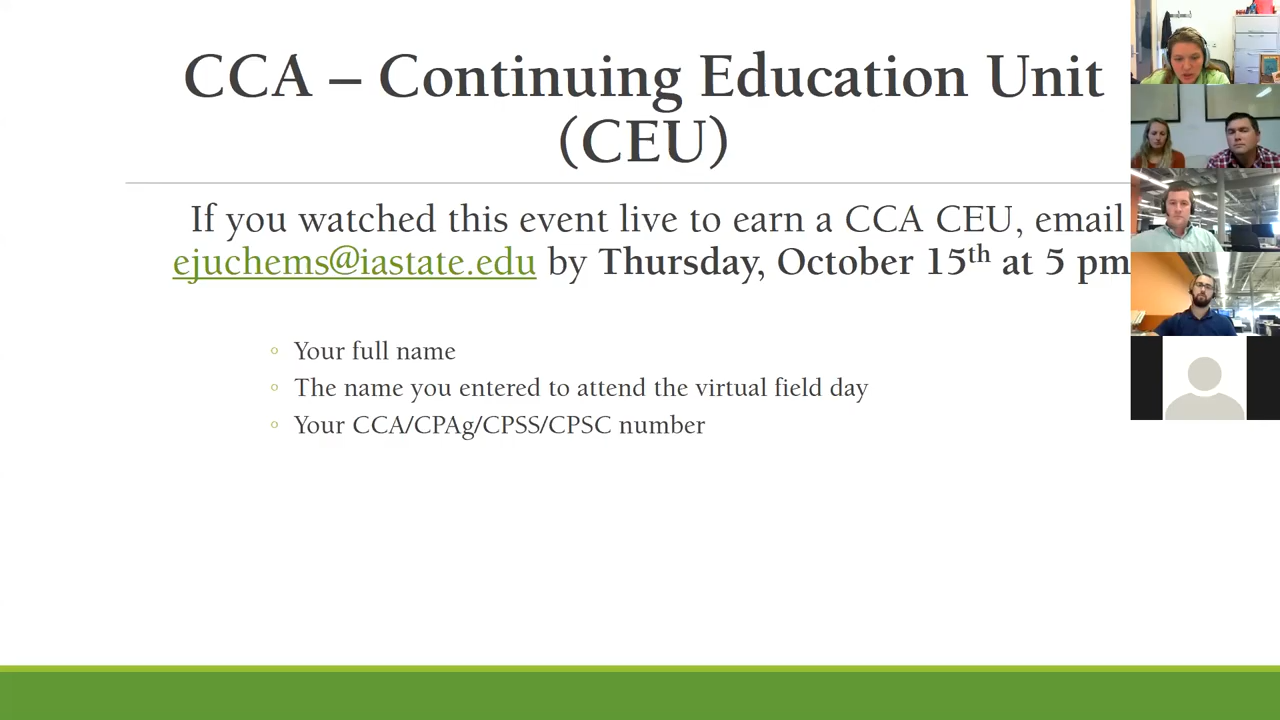 CCA – Continuing Education Unit
(CEU)
If you watched this event live to earn a CCA CEU, email
ejuchems@iastate.edu by Thursday, October 15th at 5 pm
Your full name
The name you entered to attend the virtual field day
Your CCA/CPAg/CPSS/CPSC number